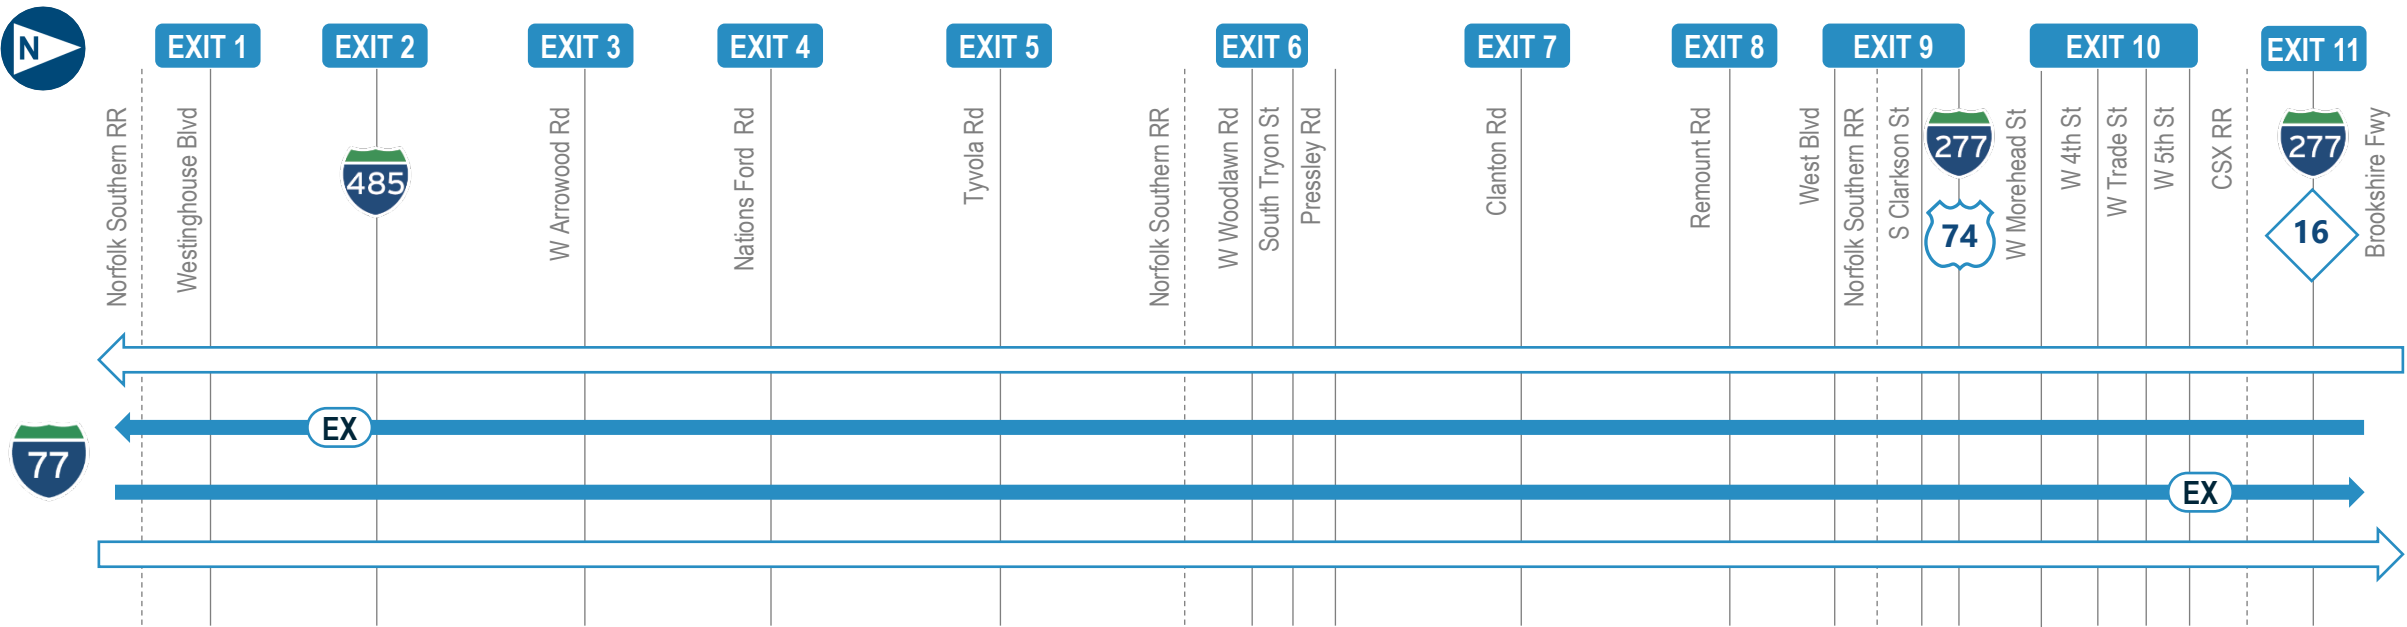 N
EXIT 1
EXIT 2
EXIT 3
EXIT 4
EXIT 5
EXIT 6
EXIT 7
EXIT 8
EXIT 9
EXIT 10
EXIT 11
Norfolk Southern RR
Westinghouse Blvd
485
W Arrowood Rd
Nations Ford Rd
Tyvola Rd
Norfolk Southern RR
W Woodlawn Rd
South Tryon St
Pressley Rd
Clanton Rd
Remount Rd
West Blvd
Norfolk Southern RR
S Clarkson St
277
74
W Morehead St
W 4th St
W Trade St
W 5th St
CSX RR
277
16
Brookshire Fwy
EX
77
EX